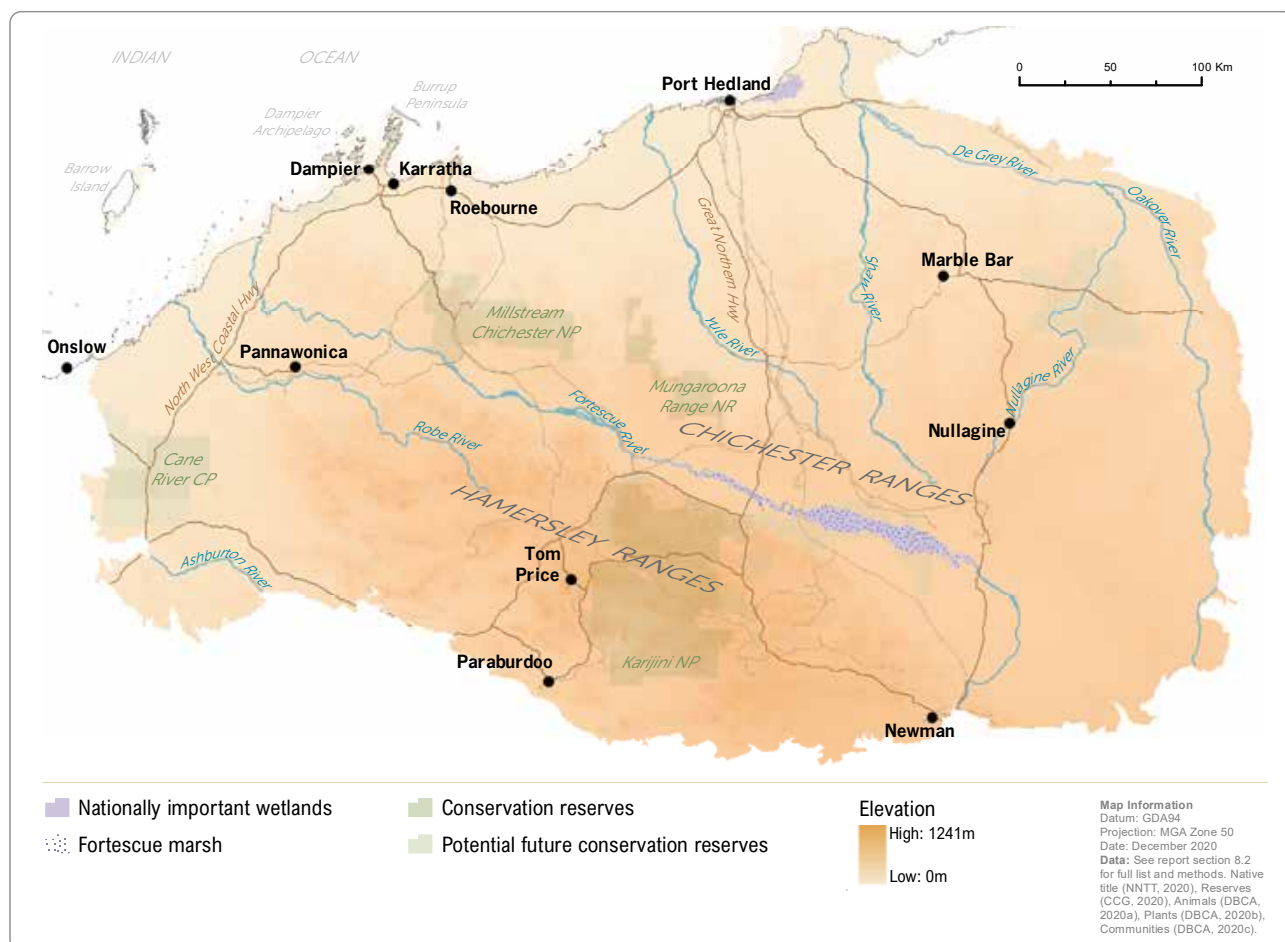 INDIAN OCEAN
Burrup
Peninsula
Dampier
Archipelago
Barrow
Island
Port Hedland
0 50 100 Km
Dampier
Karratha
Roebourne
De Grey River
Oakover River
Great Northern Hwy
Shaw River
Marble Bar
Millstream
Chichester NP
Yule River
Onslow
North West Coastal Hwy
Pannawonica
Mungaroona
Range NR
Nullagine River
Fortescue River
Nullagine
Robe River
CHICHESTER RANGES
Cane
River CP
HAMERSLEY RANGES
Ashburton River
Tom
Price
Paraburdoo
Karijini NP
Newman
Nationally important wetlands
Fortescue marsh
Conservation reserves
Potential future conservation reserves
Elevation
High: 1241m
Low: 0m
Map Information
Datum: GDA94
Projection: MGA Zone 50
Date: December 2020
Data: See report section 8.2
for full list and methods. Native
title (NNTT, 2020), Reserves
(CCG, 2020), Animals (DBCA,
2020a), Plants (DBCA, 2020b),
Communities (DBCA, 2020c).